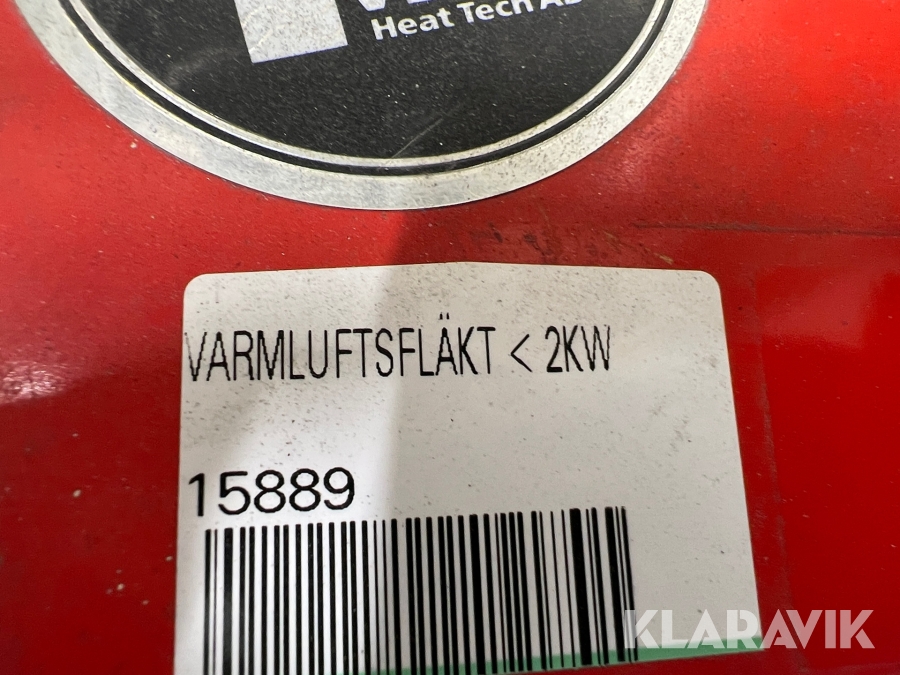 Heat Tech AB
VARMLUFTSFLÄKT < 2KW
15889
KLARAVIK